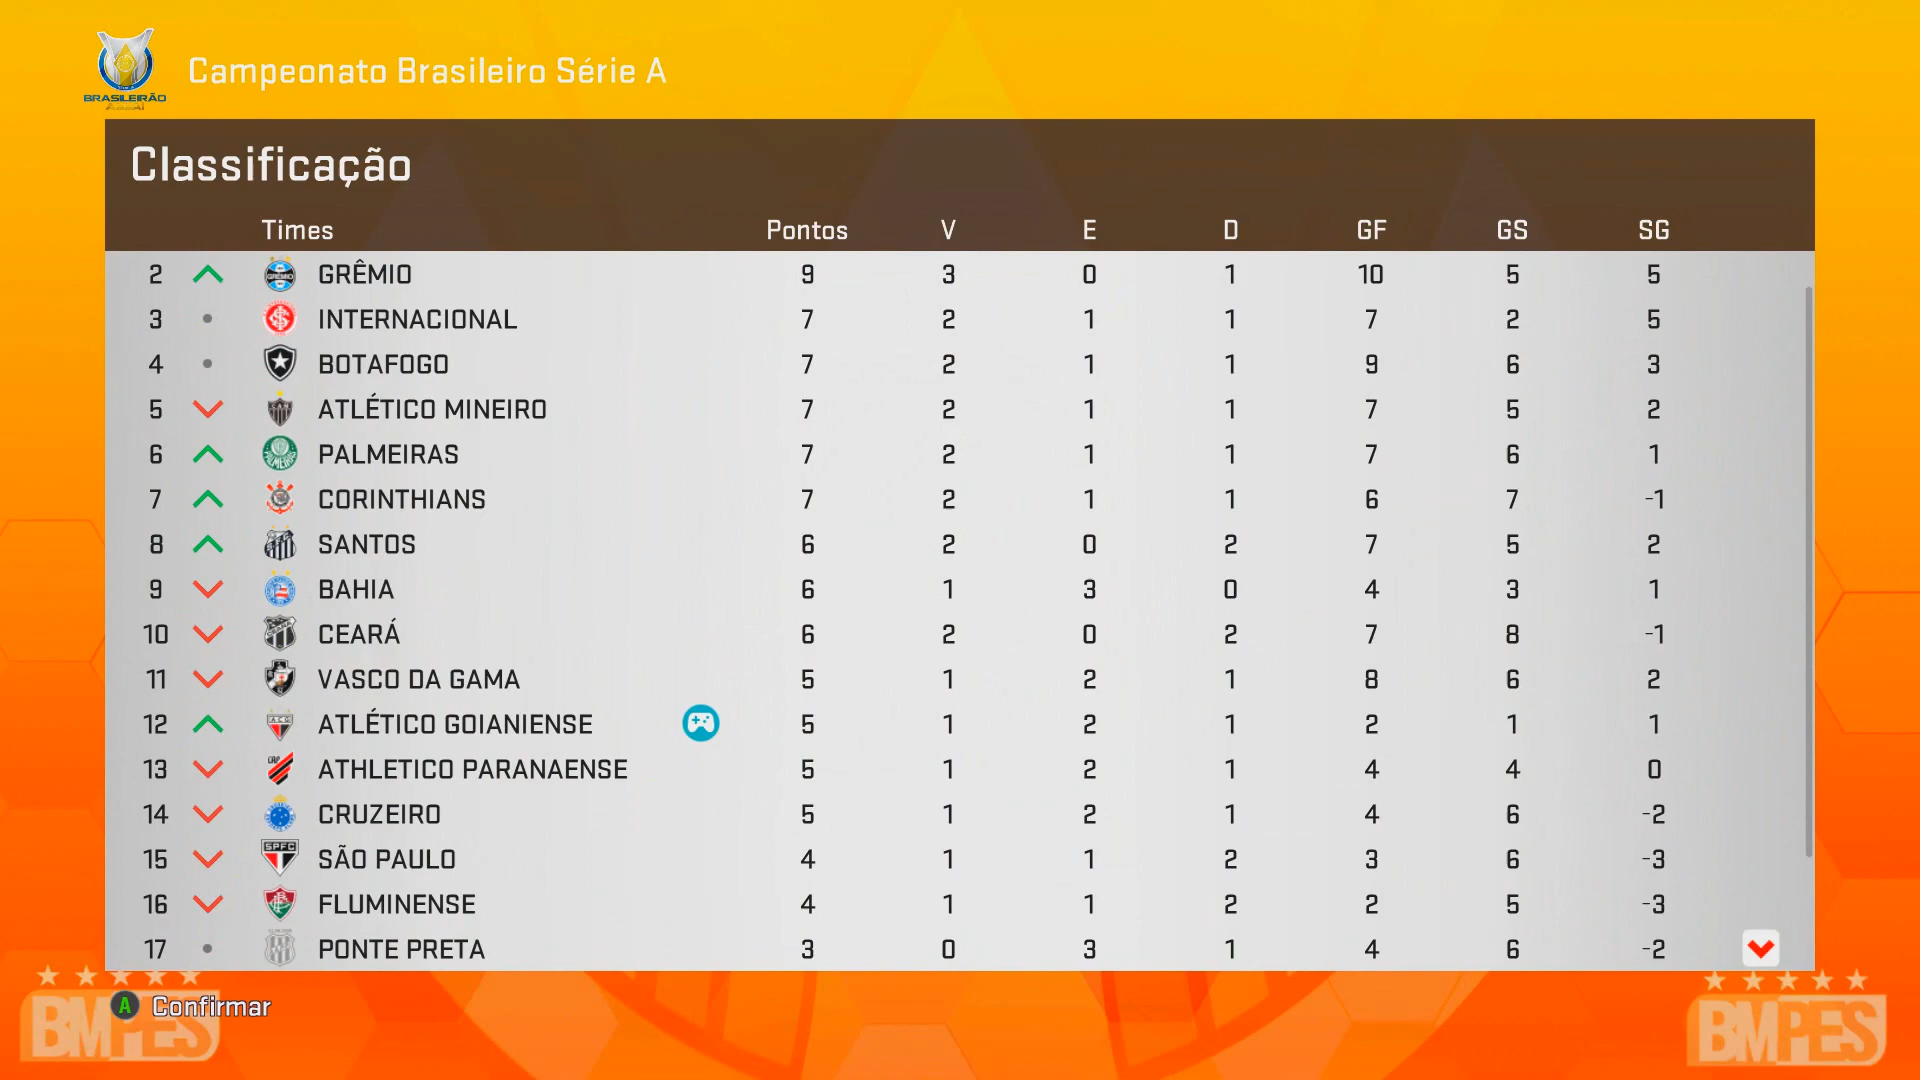 BRASILEIRÃO
ASSAÍ
Campeonato Brasileiro Série A
Classificação
Times Pontos V E D GF GS SG
2 GRÊMIO 9 3 0 1 10 5 5
3 INTERNACIONAL 7 2 1 1 7 2 5
4 BOTAFOGO 7 2 1 1 9 6 3
5 ATLÉTICO MINEIRO 7 2 1 1 7 5 2
6 PALMEIRAS 7 2 1 1 7 6 1
7 CORINTHIANS 7 2 1 1 6 7 -1
8 SANTOS 6 2 0 2 7 5 2
9 BAHIA 6 1 3 0 4 3 1
10 CEARÁ 6 2 0 2 7 8 -1
11 VASCO DA GAMA 5 1 2 1 8 6 2
12 ATLÉTICO GOIANIENSE 5 1 2 1 2 1 1
13 ATHLETICO PARANAENSE 5 1 2 1 4 4 0
14 CRUZEIRO 5 1 2 1 4 6 -2
15 SPFC SÃO PAULO 4 1 1 2 3 6 -3
16 FLUMINENSE 4 1 1 2 2 5 -3
17 PONTE PRETA 3 0 3 1 4 6 -2
A Confirmar
BMPES
BMPES